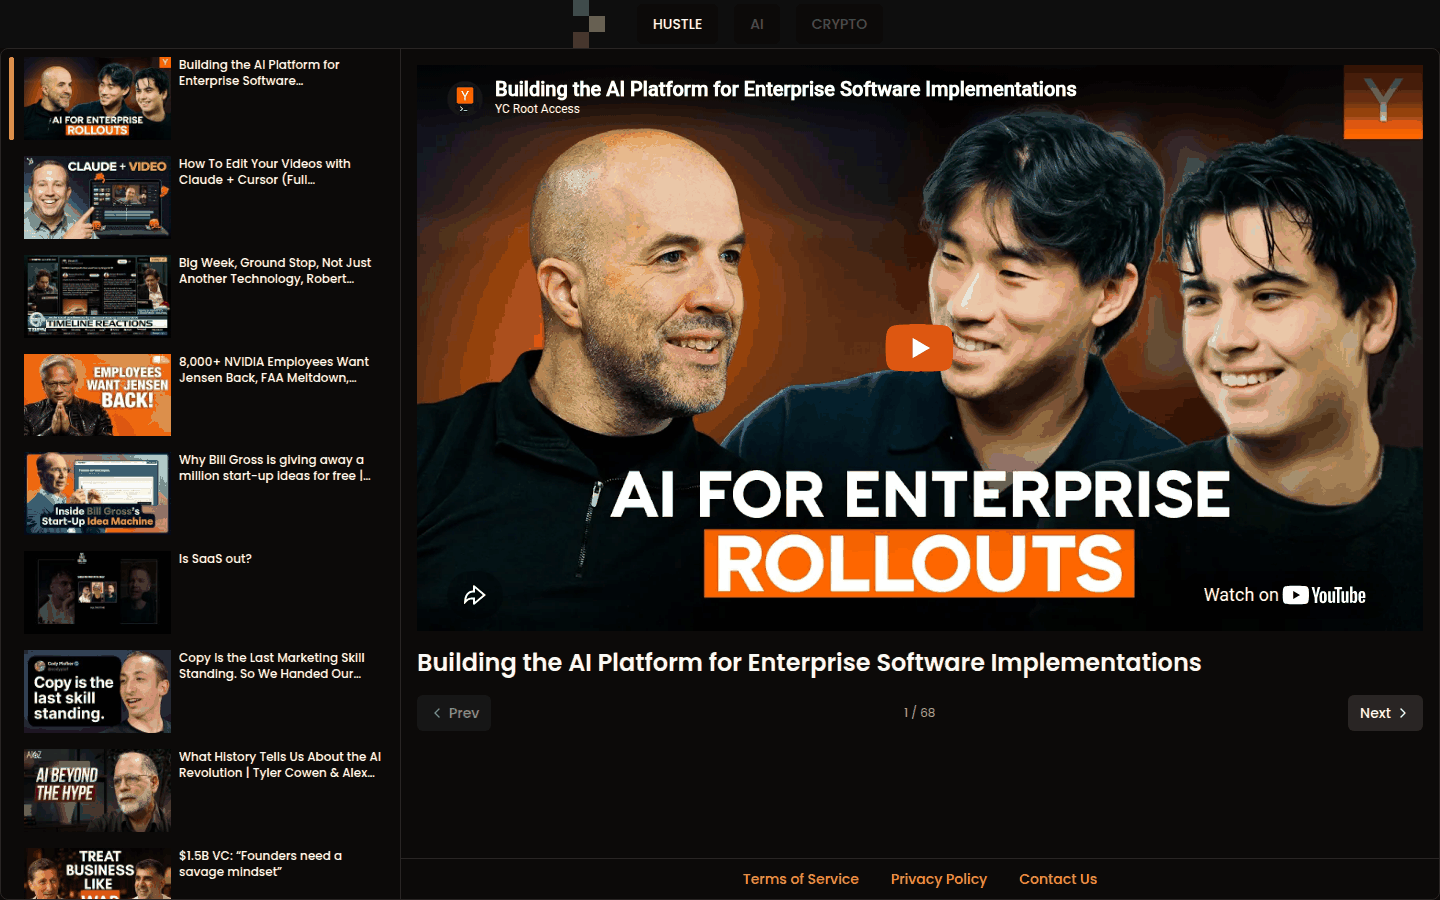 HUSTLE
AI
CRYPTO
AI FOR ENTERPRISE
ROLLOUTS
Building the AI Platform for
Enterprise Software...
CLAUDE + VIDEO
How To Edit Your Videos with
Claude + Cursor (Full...
TIMELINE REACTIONS
Big Week, Ground Stop, Not Just
Another Technology, Robert...
EMPLOYEES
WANT JENSEN
BACK!
8,000+ NVIDIA Employees Want
Jensen Back, FAA Meltdown,...
Inside Bill Gross's
Start-Up Idea Machine
Why Bill Gross is giving away a
million start-up ideas for free |...
Is SaaS out?
Copy is the
last skill
standing.
Copy Is the Last Marketing Skill
Standing. So We Handed Our...
AI BEYOND
THE HYPE
What History Tells Us About the AI
Revolution | Tyler Cowen & Alex...
TREAT
BUSINESS
LIKE
WAR
$1.5B VC: “Founders need a
savage mindset”
Y
Building the AI Platform for Enterprise Software Implementations
YC Root Access
Y
AI FOR ENTERPRISE
ROLLOUTS
Watch on YouTube
Building the AI Platform for Enterprise Software Implementations
Prev
1 / 68
Next
Terms of Service
Privacy Policy
Contact Us